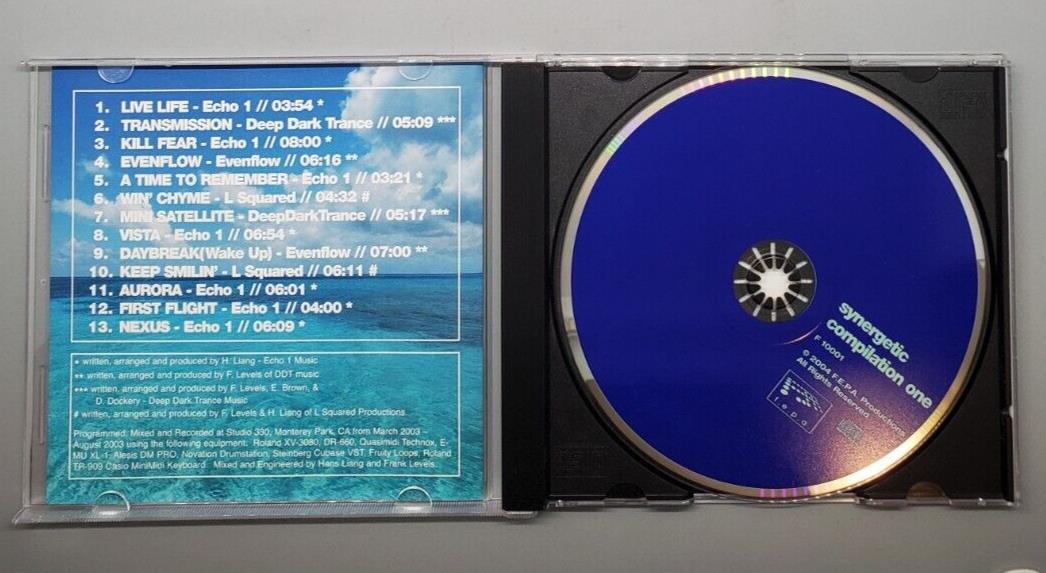 1. LIVE LIFE - Echo 1 // 03:54 *
2. TRANSMISSION - Deep Dark Trance // 05:09 ***
3. KILL FEAR - Echo 1 // 08:00 *
4. EVENFLOW - Evenflow // 06:16 **
5. A TIME TO REMEMBER - Echo 1 // 03:21 *
6. WIN' CHYME - L Squared // 04:32 #
7. MINI SATELLITE - DeepDarkTrance // 05:17 ***
8. VISTA - Echo 1 // 06:54 *
9. DAYBREAK(Wake Up) - Evenflow // 07:00 **
10. KEEP SMILIN' - L Squared // 06:11 #
11. AURORA - Echo 1 // 06:01 *
12. FIRST FLIGHT - Echo 1 // 04:00 *
13. NEXUS - Echo 1 // 06:09 *
* written, arranged and produced by H. Liang - Echo 1 Music
** written, arranged and produced by F. Levels of DDT music
*** written, arranged and produced by F. Levels, E. Brown, &
D. Dockery - Deep Dark Trance Music
# written, arranged and produced by F. Levels & H. Liang of L Squared Productions
Programmed, Mixed and Recorded at Studio 390, Monterey Park, CA from March 2003 –
August 2003 using the following equipment: Roland XV-3080, DR-660, Quasimidi Technox, E-
MU XL-1, Alesis DM PRO, Novation Drumstation, Steinberg Cubase VST, Fruity Loops, Roland
TR-909 Casio MiniMidi Keyboard. Mixed and Engineered by Hans Liang and Frank Levels.
synergetic
compilation one
F 10001
© 2004 F.E.P.A. Productions
All Rights Reserved
f e p a